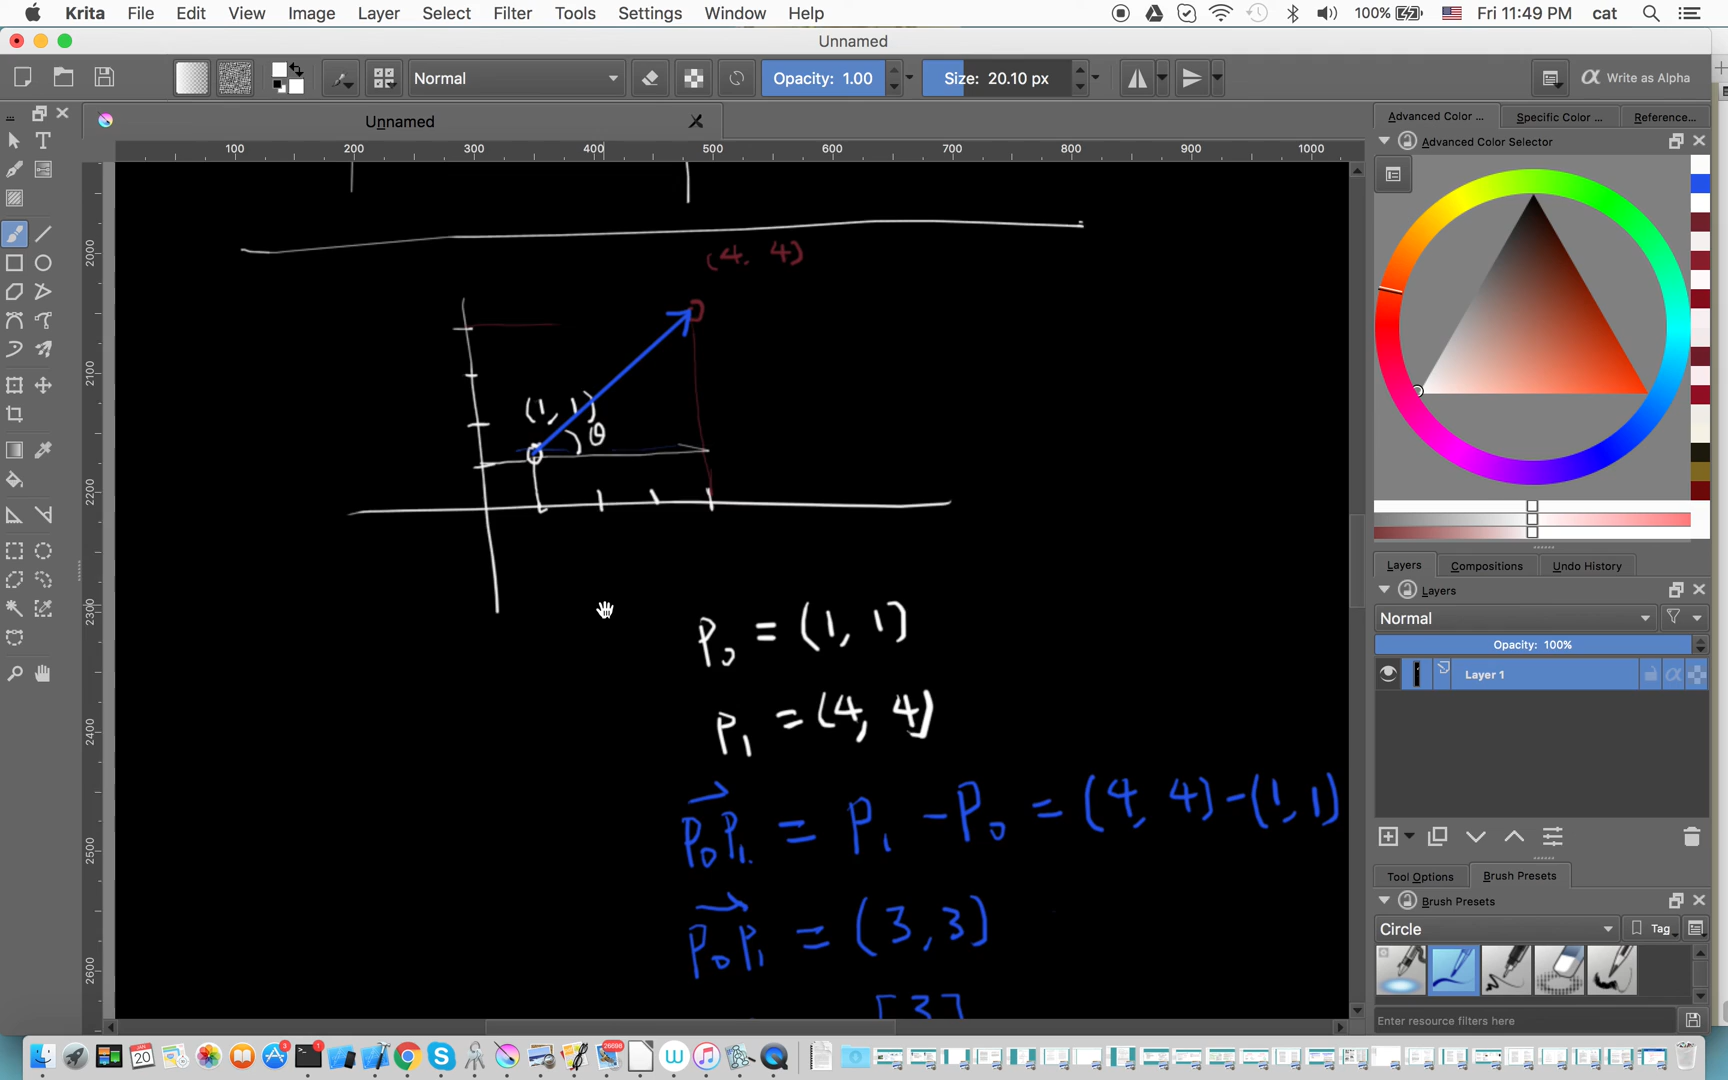 Krita File Edit View Image Layer Select Filter Tools Settings Window Help 100% Fri 11:49 PM cat
Unnamed
Normal Opacity: 1.00 Size: 20.10 px Write as Alpha
Unnamed
Advanced Color ... Specific Color ... Reference...
Advanced Color Selector
100 200 300 400 500 600 700 800 900 1000
2000
2100
2200
2300
2400
2500
2600
(4, 4)
(1, 1)
θ
P0 = (1, 1)
P1 = (4, 4)
P0P1 = P1 - P0 = (4, 4) - (1, 1)
P0P1 = (3, 3)
[3]
Layers Compositions Undo History
Layers
Normal
Opacity: 100%
Layer 1
Tool Options Brush Presets
Brush Presets
Circle Tag
Enter resource filters here